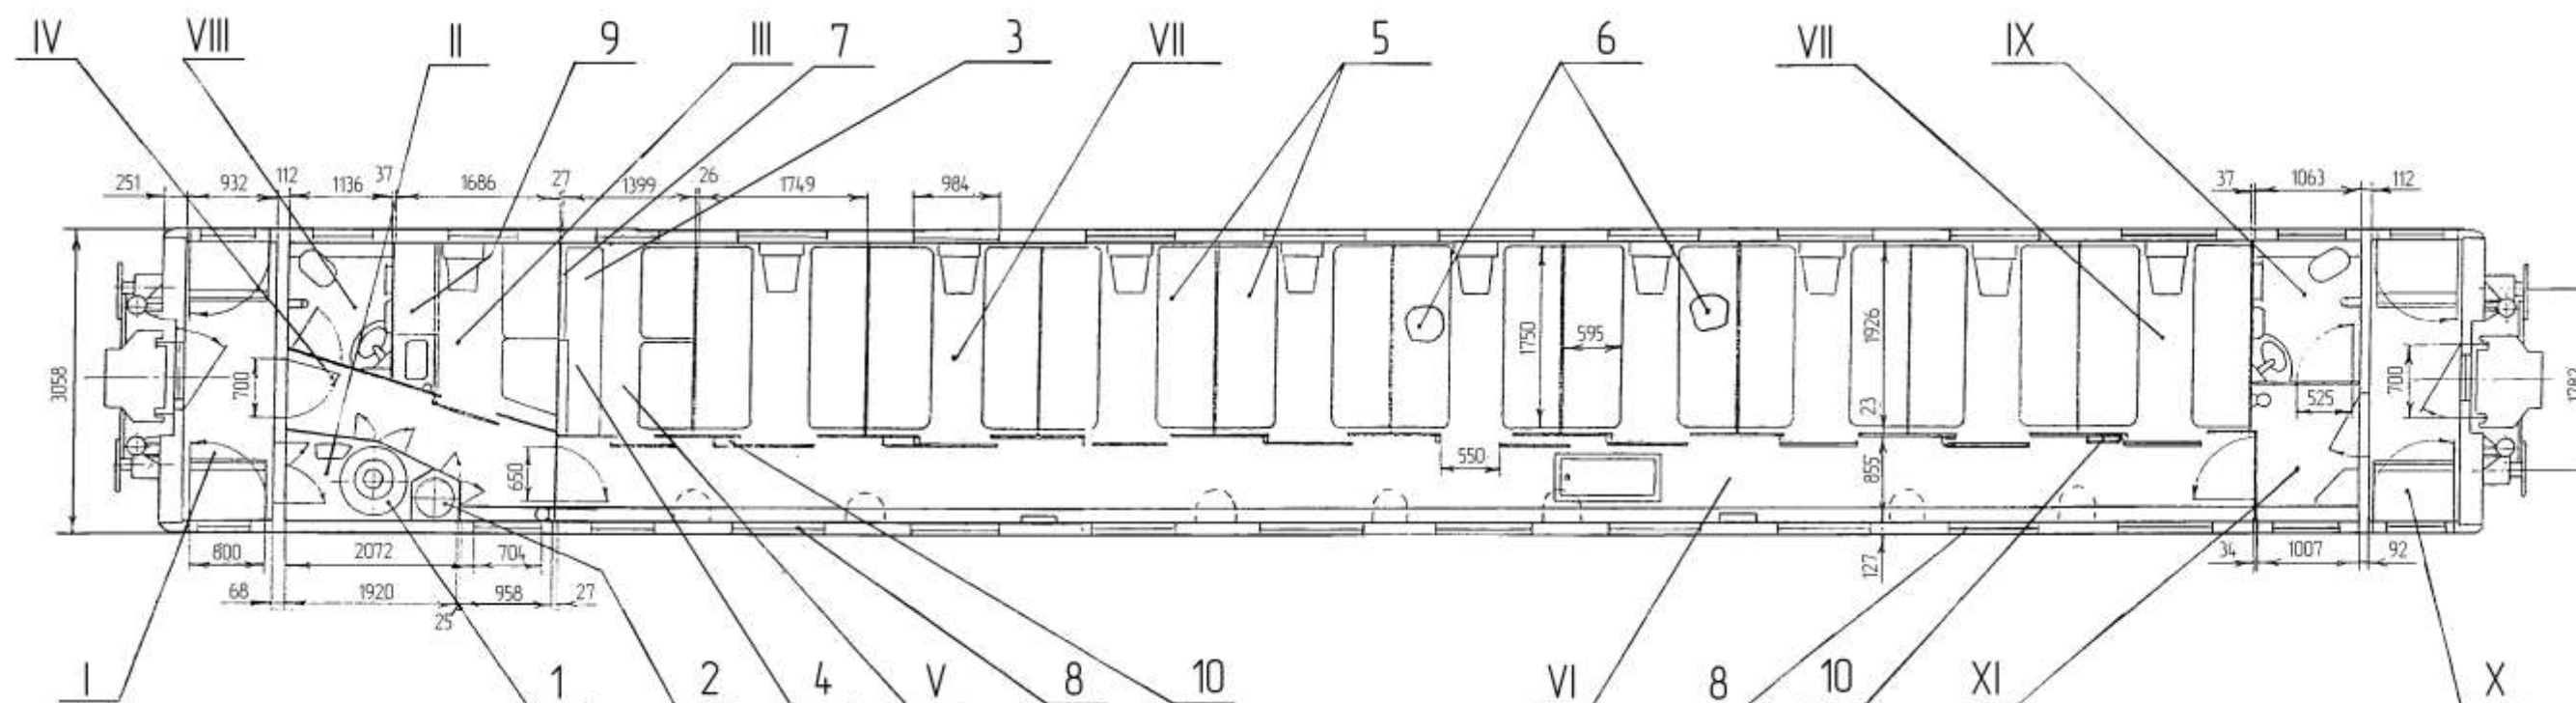 IV VIII II 9 III 7 3 VII 5 6 VII IX
251 932 112 1136 37 1686 27 1399 26 1749 984 37 1063 112
3058 700 650 1750 595 1926 23 550 855 127 525 700 1782
800 2072 704 34 1007 92
68 1920 25 958 27
I 1 2 4 V 8 10 VI 8 10 XI X